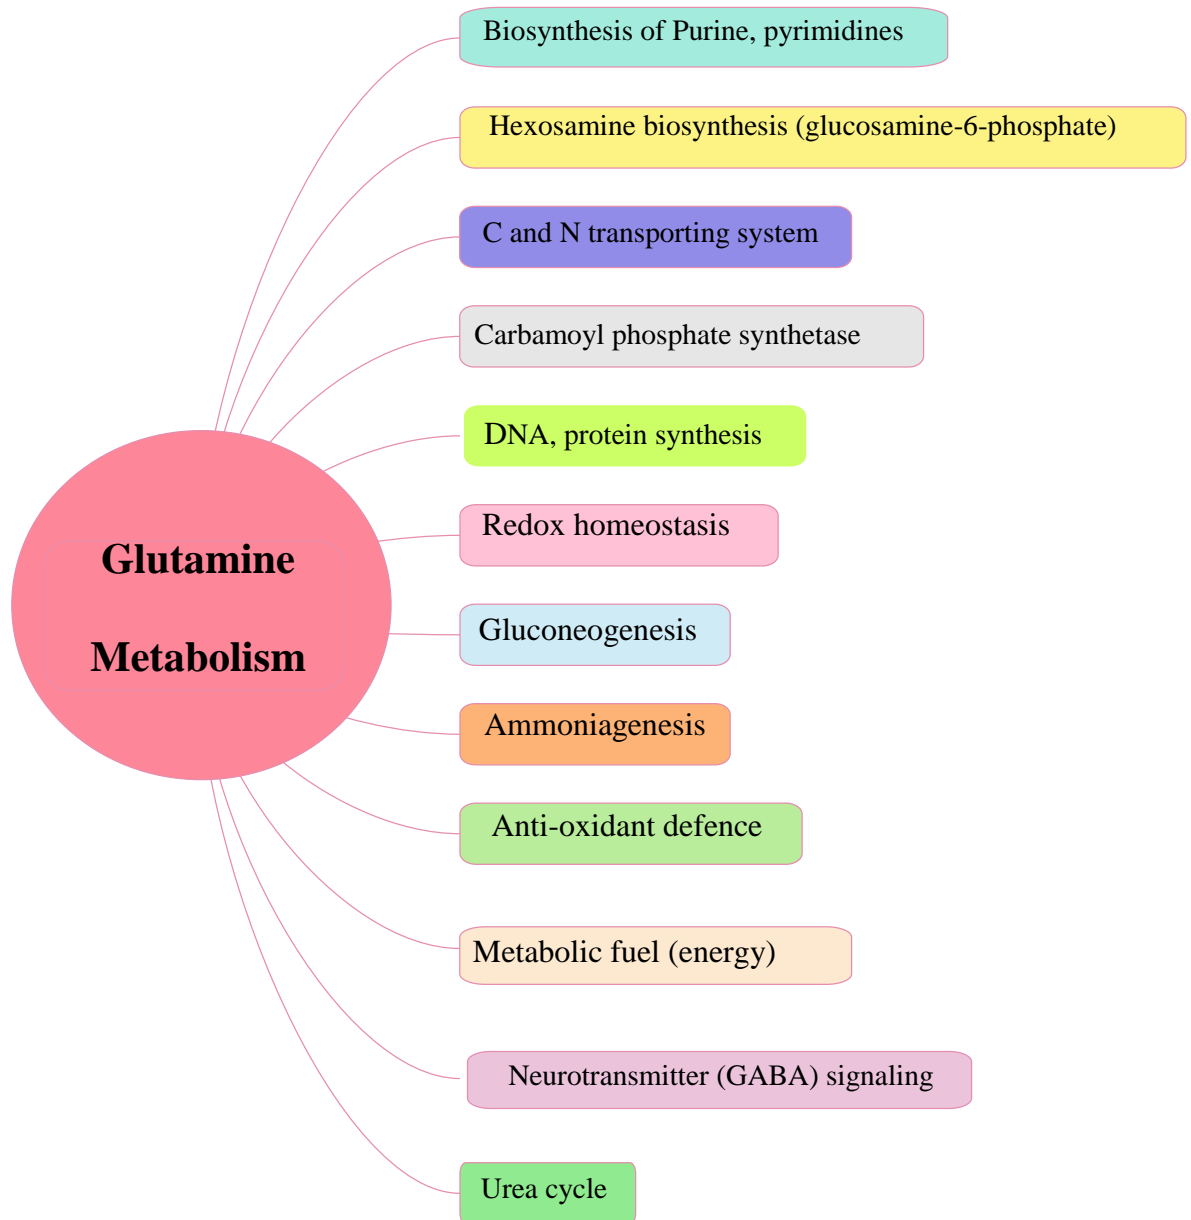 Biosynthesis of Purine, pyrimidines
Hexosamine biosynthesis (glucosamine-6-phosphate)
C and N transporting system
Carbamoyl phosphate synthetase
DNA, protein synthesis
Redox homeostasis
Glutamine
Metabolism
Gluconeogenesis
Ammoniagenesis
Anti-oxidant defence
Metabolic fuel (energy)
Neurotransmitter (GABA) signaling
Urea cycle